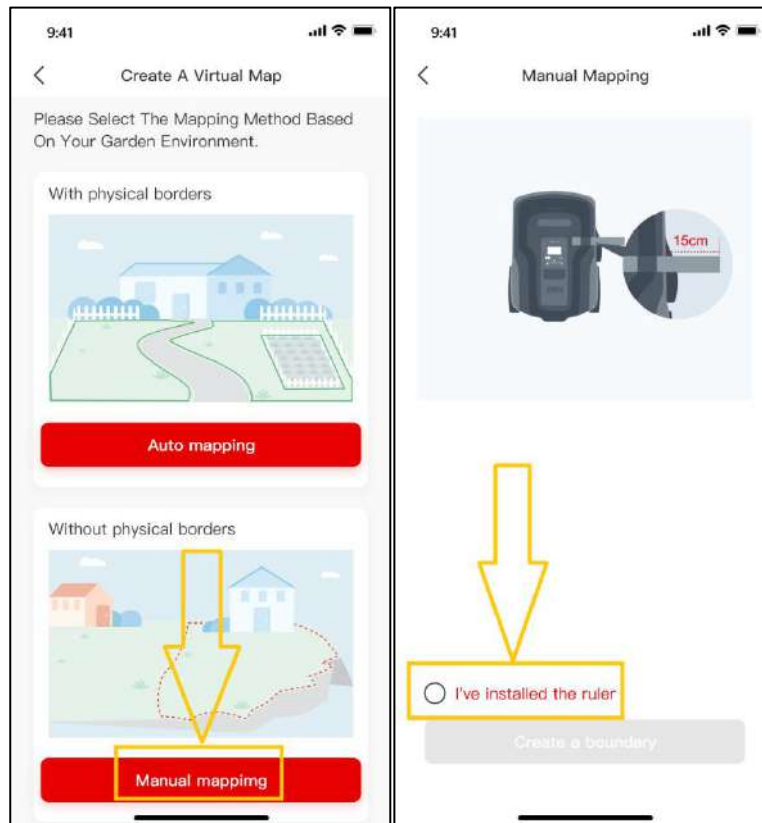 9:41
Create A Virtual Map
Please Select The Mapping Method Based
On Your Garden Environment.
With physical borders
Auto mapping
Without physical borders
Manual mappimg
9:41
Manual Mapping
15cm
I've installed the ruler
Create a boundary